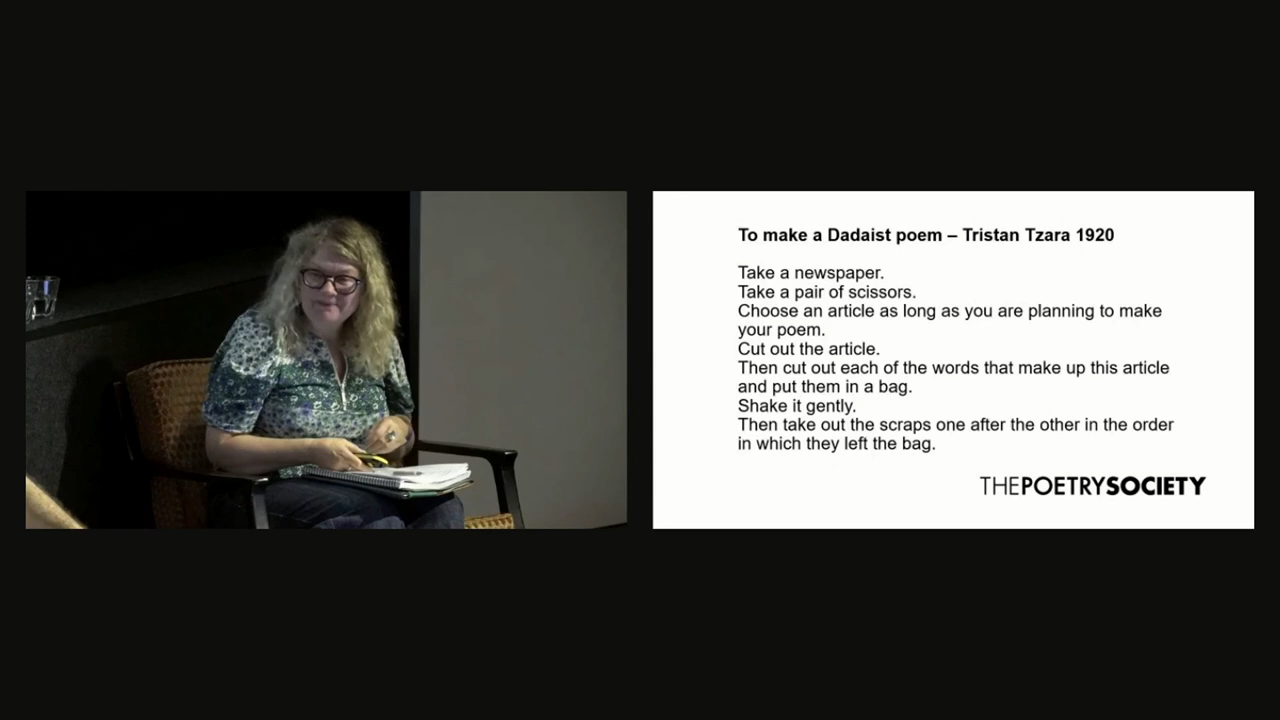 To make a Dadaist poem – Tristan Tzara 1920
Take a newspaper.
Take a pair of scissors.
Choose an article as long as you are planning to make
your poem.
Cut out the article.
Then cut out each of the words that make up this article
and put them in a bag.
Shake it gently.
Then take out the scraps one after the other in the order
in which they left the bag.
THEPOETRYSOCIETY